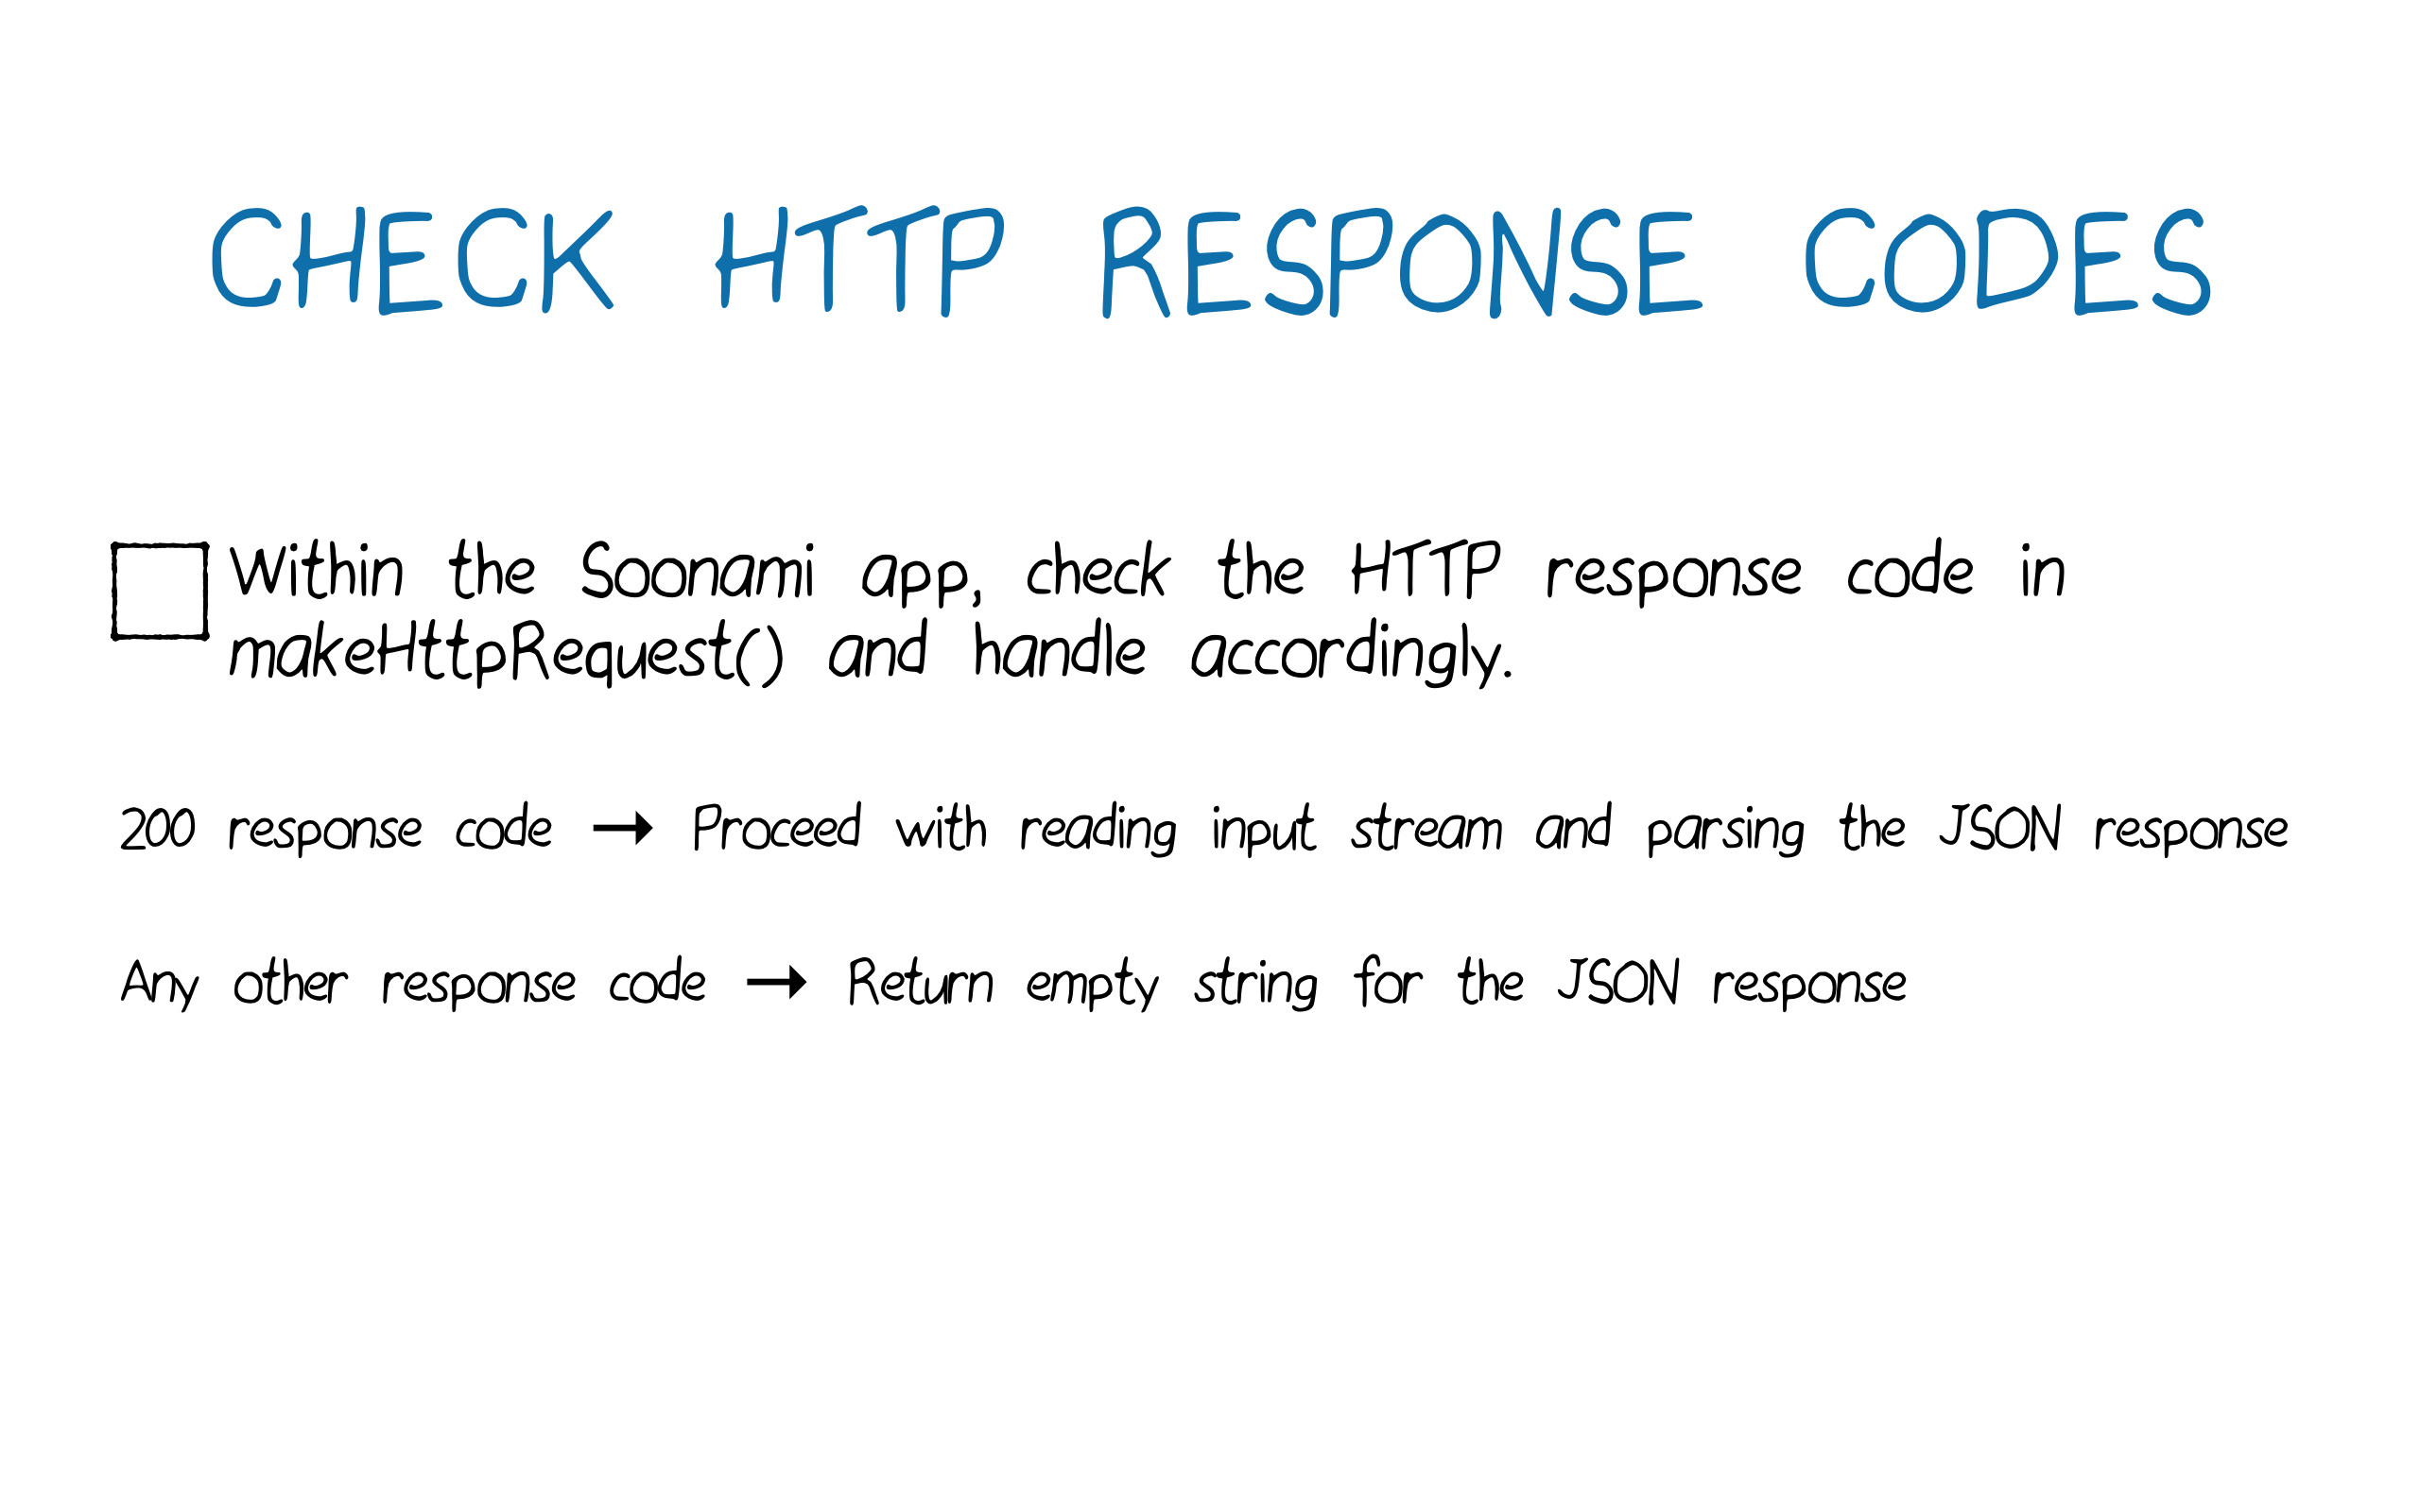 CHECK HTTP RESPONSE CODES
Within the Soonami app, check the HTTP response code in
makeHttpRequest() and handle accordingly.
200 response code → Proceed with reading input stream and parsing the JSON response
Any other response code → Return empty string for the JSON response